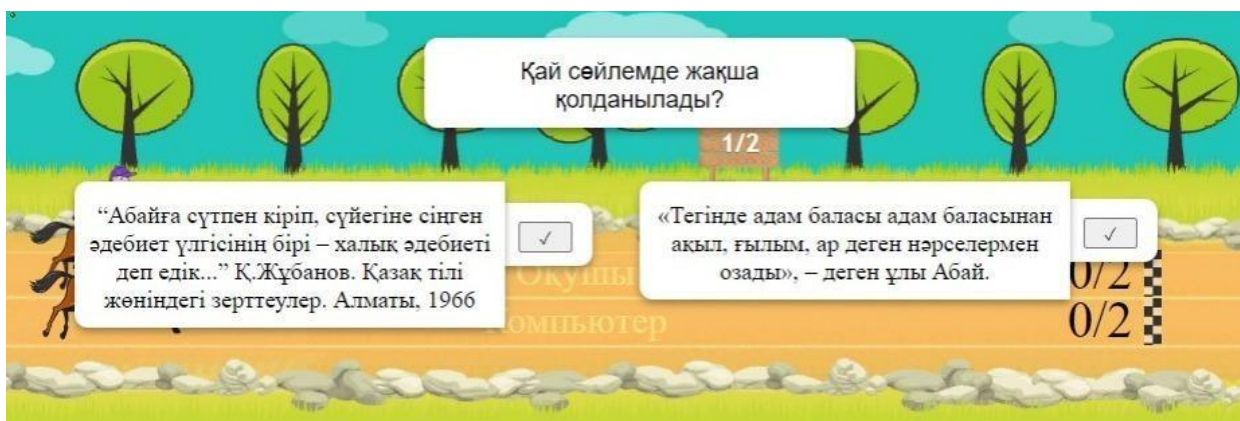 Қай сөйлемде жақша
қолданылады?
1/2
“Абайға сүтпен кіріп, сүйегіне сіңген
әдебиет үлгісінің бірі – халық әдебиеті
деп едік...” Қ.Жұбанов. Қазақ тілі
жөніндегі зерттеулер. Алматы, 1966
«Тегінде адам баласы адам баласынан
ақыл, ғылым, ар деген нәрселермен
озады», – деген ұлы Абай.
Оқушы
0/2
Компьютер
0/2